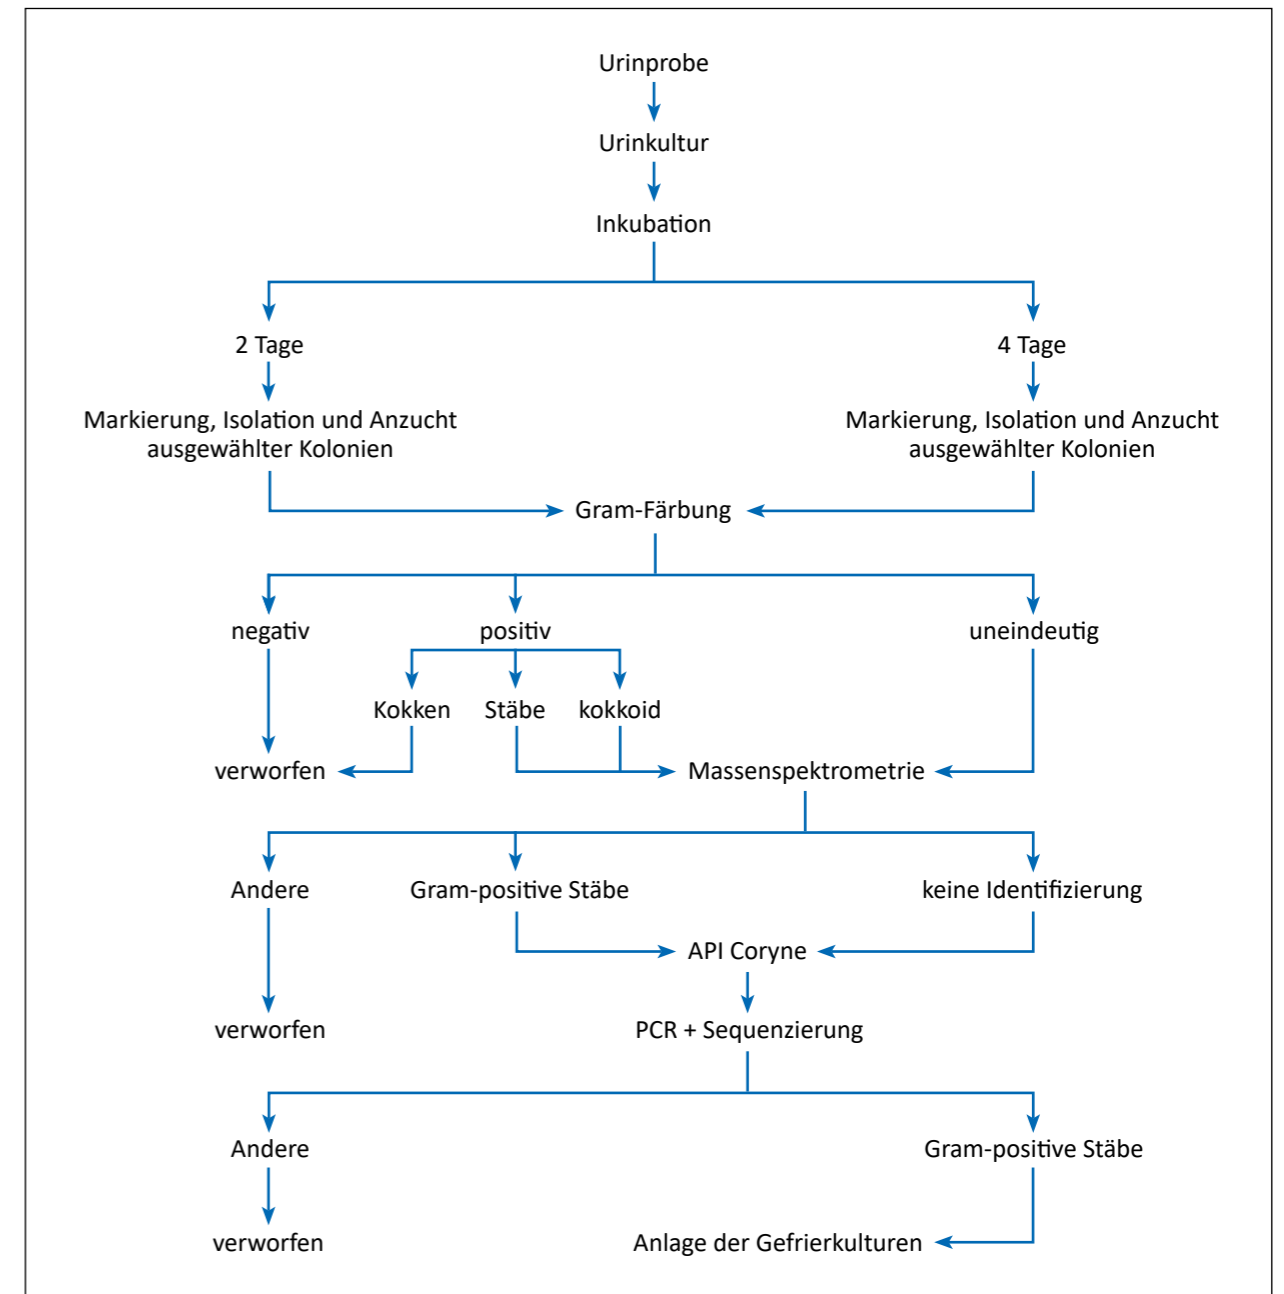 Urinprobe
Urinkultur
Inkubation
2 Tage
4 Tage
Markierung, Isolation und Anzucht
ausgewählter Kolonien
Markierung, Isolation und Anzucht
ausgewählter Kolonien
Gram-Färbung
negativ
positiv
uneindeutig
Kokken
Stäbe
kokkoid
verworfen
Massenspektrometrie
Andere
Gram-positive Stäbe
keine Identifizierung
API Coryne
verworfen
PCR + Sequenzierung
Andere
Gram-positive Stäbe
verworfen
Anlage der Gefrierkulturen